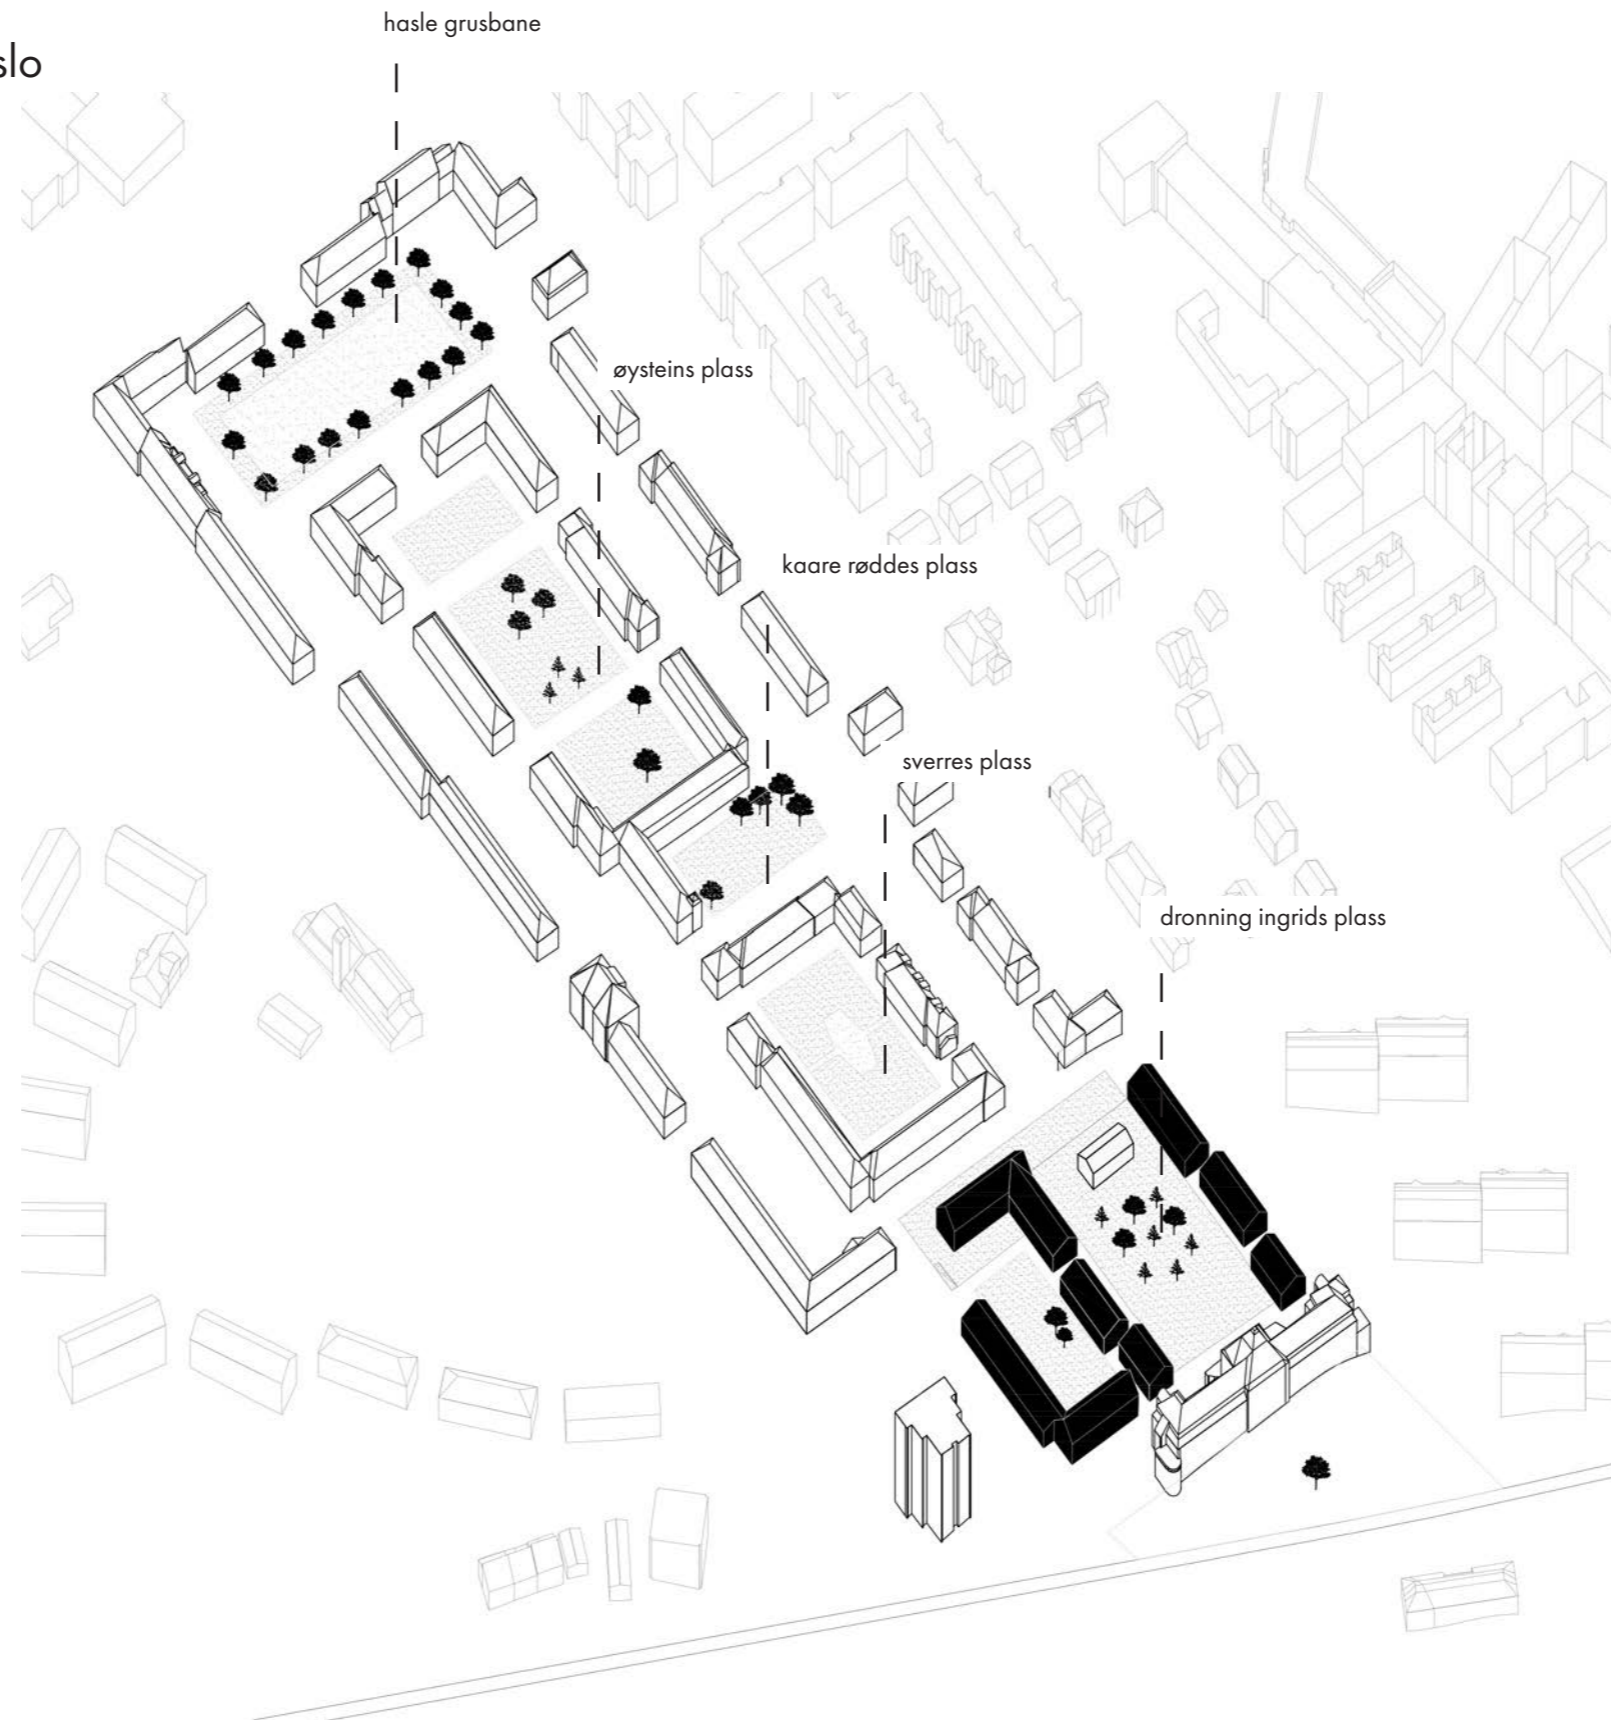 hasle grusbane
slo
øysteins plass
kaare røddes plass
sverres plass
dronning ingrids plass